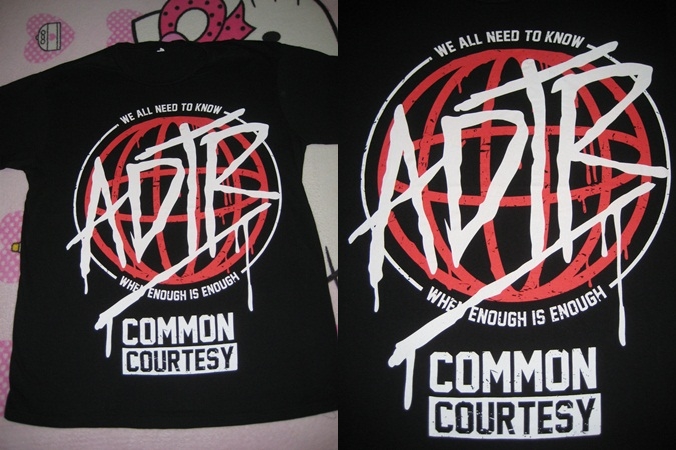 WE ALL NEED TO KNOW
ADTR
WHEN ENOUGH IS ENOUGH
COMMON
COURTESY
WE ALL NEED TO KNOW
ADTR
WHEN ENOUGH IS ENOUGH
COMMON
COURTESY